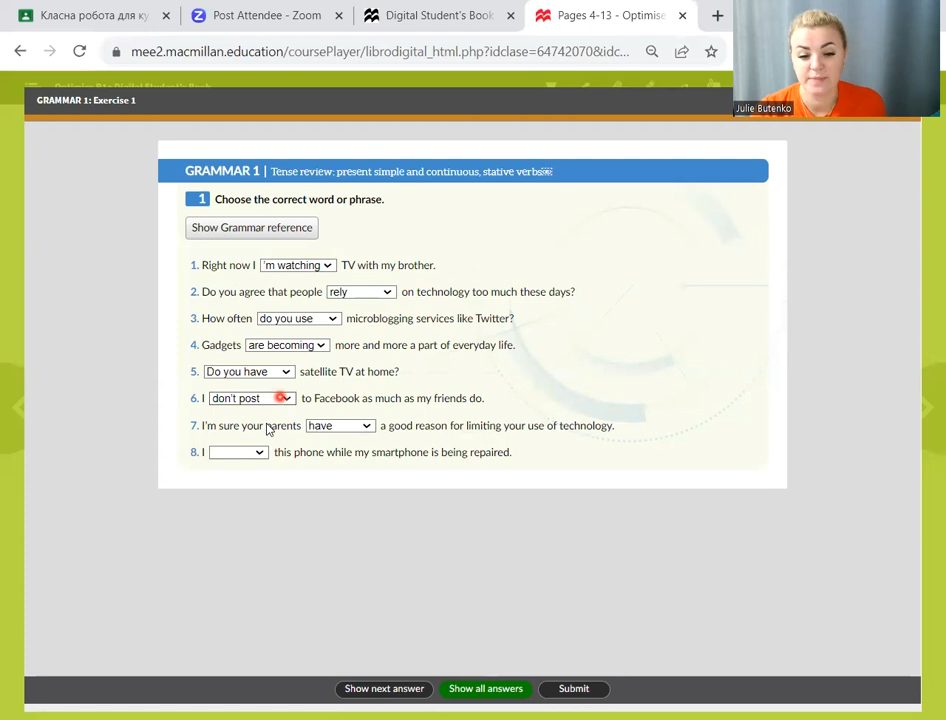 Класна робота для ку
Post Attendee - Zoom
Digital Student's Book
Pages 4-13 - Optimise
mee2.macmillan.education/coursePlayer/librodigital_html.php?idclase=64742070&idc...
Julie Butenko
GRAMMAR 1: Exercise 1
GRAMMAR 1 | Tense review: present simple and continuous, stative verbs
1 Choose the correct word or phrase.
Show Grammar reference
1. Right now I 'm watching TV with my brother.
2. Do you agree that people rely on technology too much these days?
3. How often do you use microblogging services like Twitter?
4. Gadgets are becoming more and more a part of everyday life.
5. Do you have satellite TV at home?
6. I don't post to Facebook as much as my friends do.
7. I'm sure your parents have a good reason for limiting your use of technology.
8. I this phone while my smartphone is being repaired.
Show next answer
Show all answers
Submit